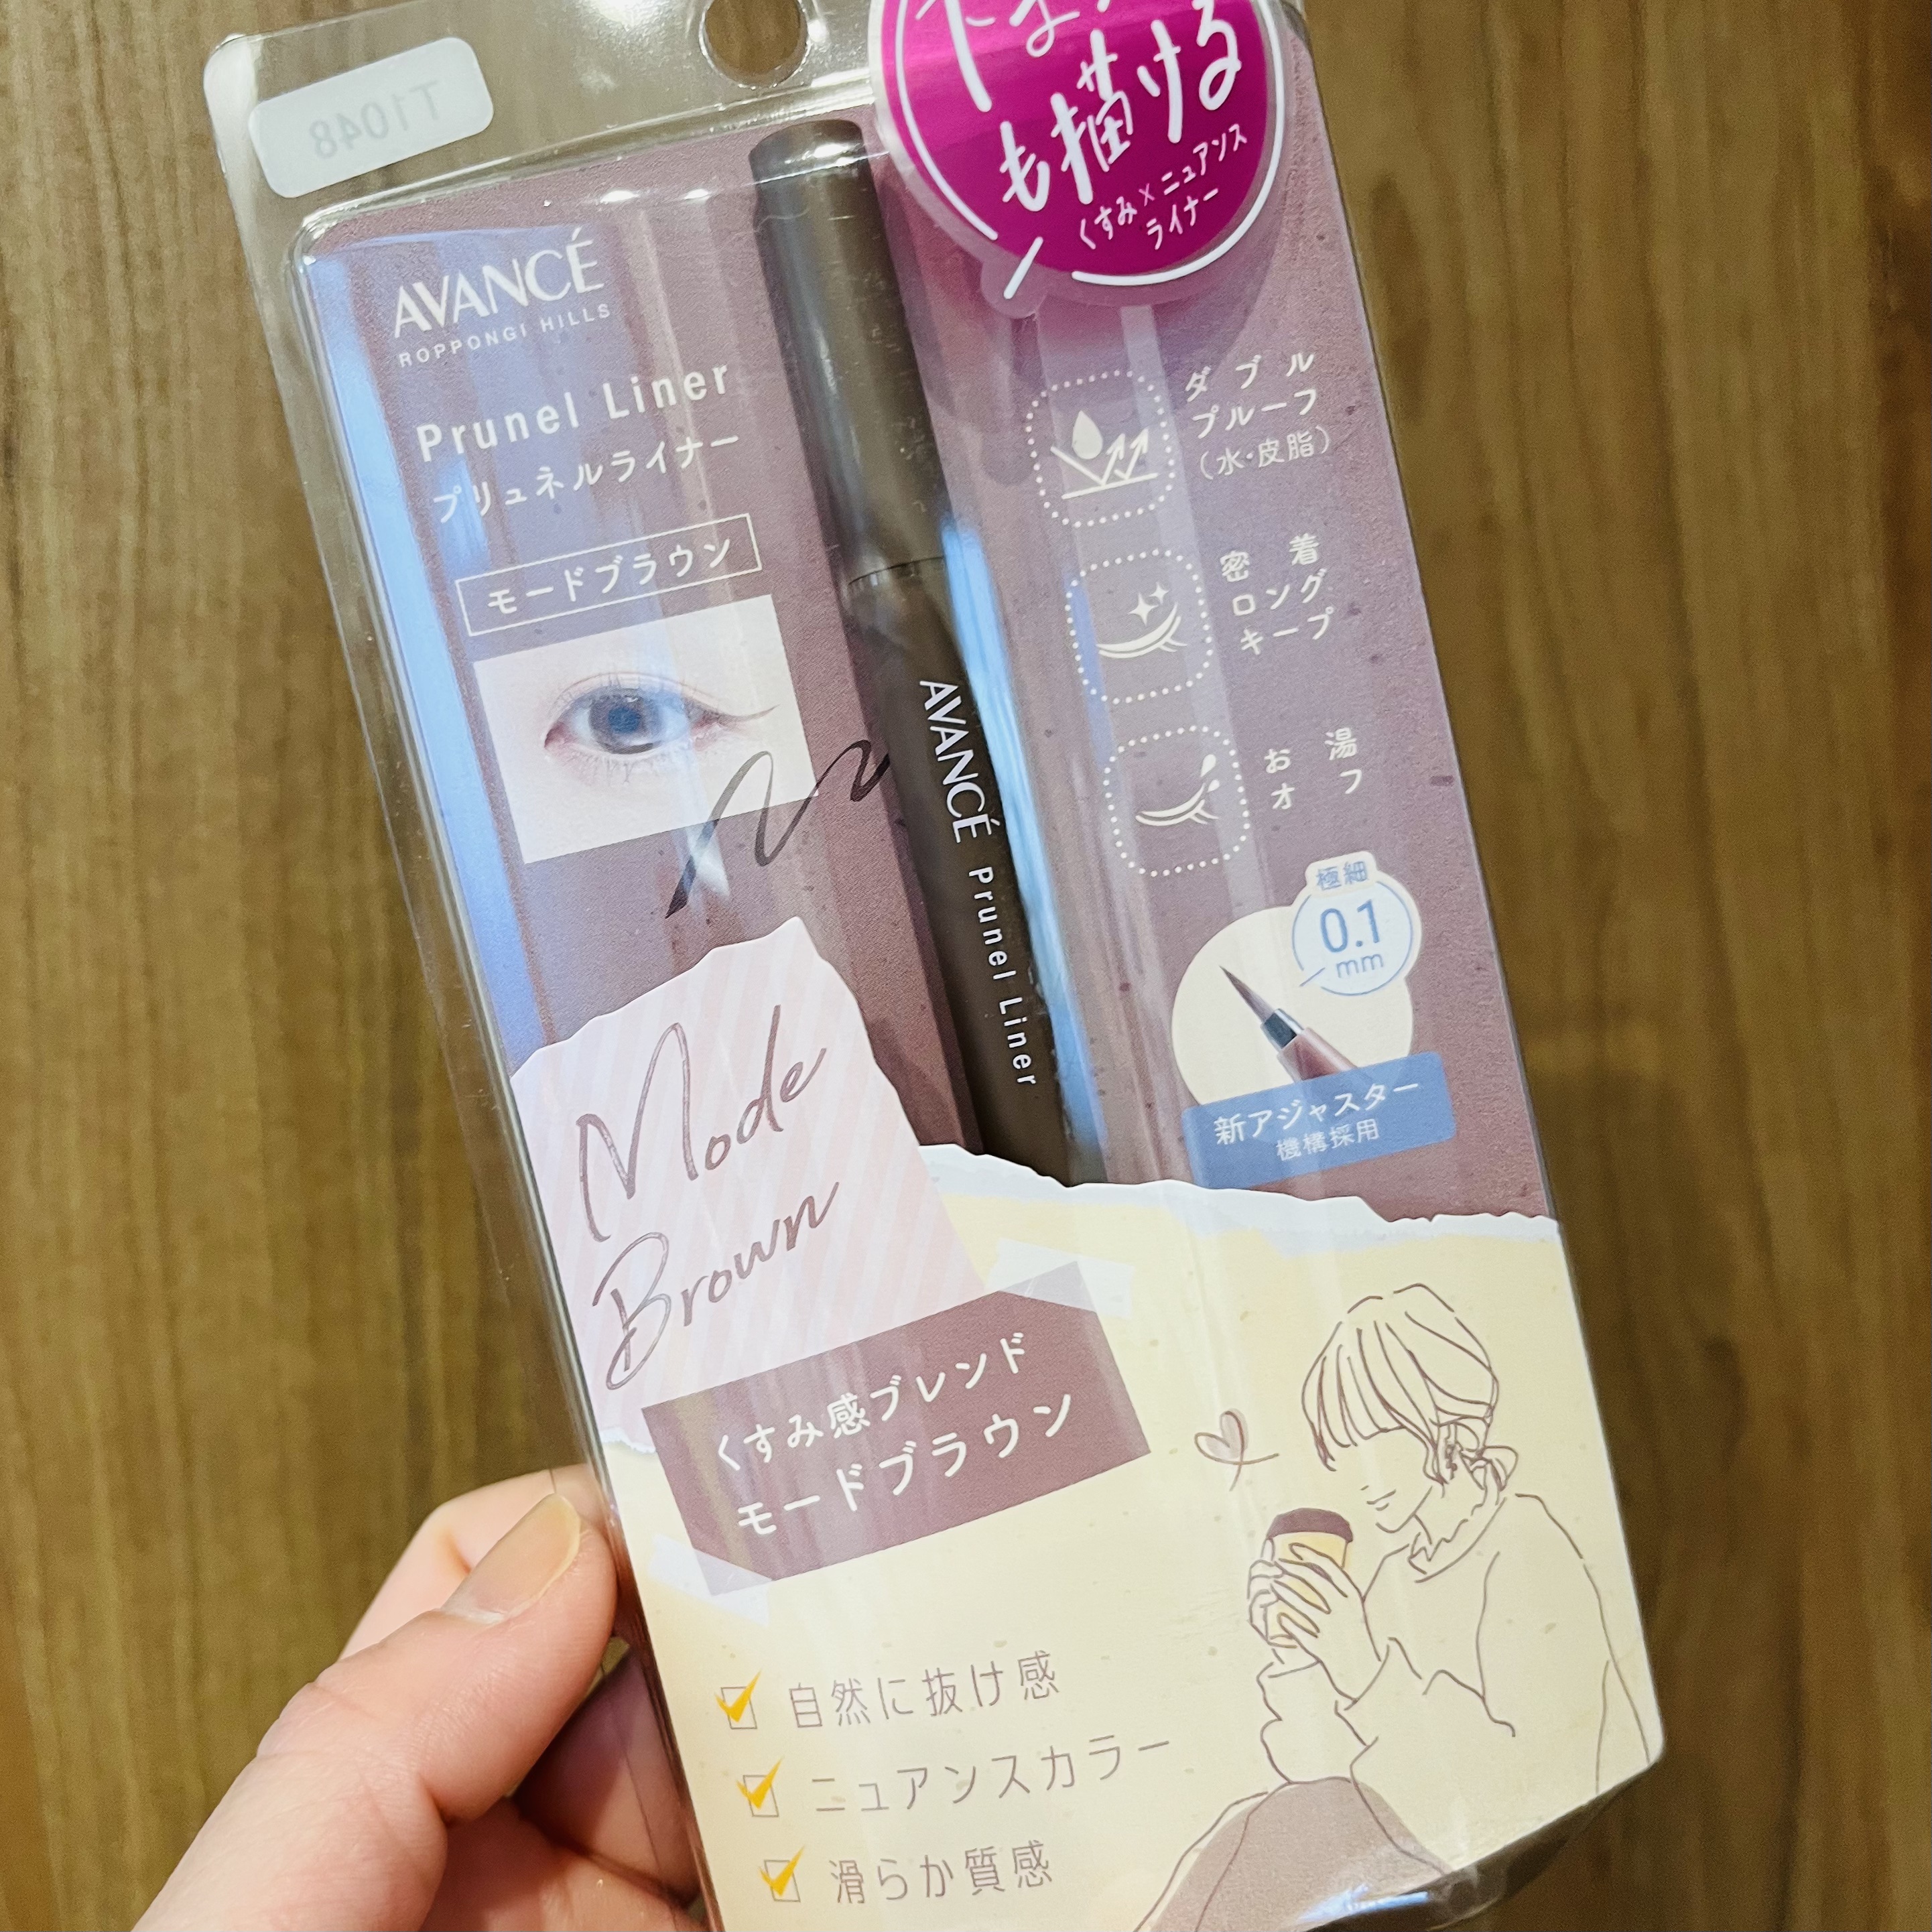 T1048
も描ける
くすみ×ニュアンス
ライナー
AVANCÉ
ROPPONGI HILLS
Prunel Liner
プリュネルライナー
モードブラウン
ダブル
プルーフ
（水・皮脂）
密着
ロング
キープ
お湯
オフ
AVANCÉ Prunel Liner
極細
0.1
mm
新アジャスター
機構採用
Mode
Brown
くすみ感ブレンド
モードブラウン
自然に抜け感
ニュアンスカラー
滑らか質感